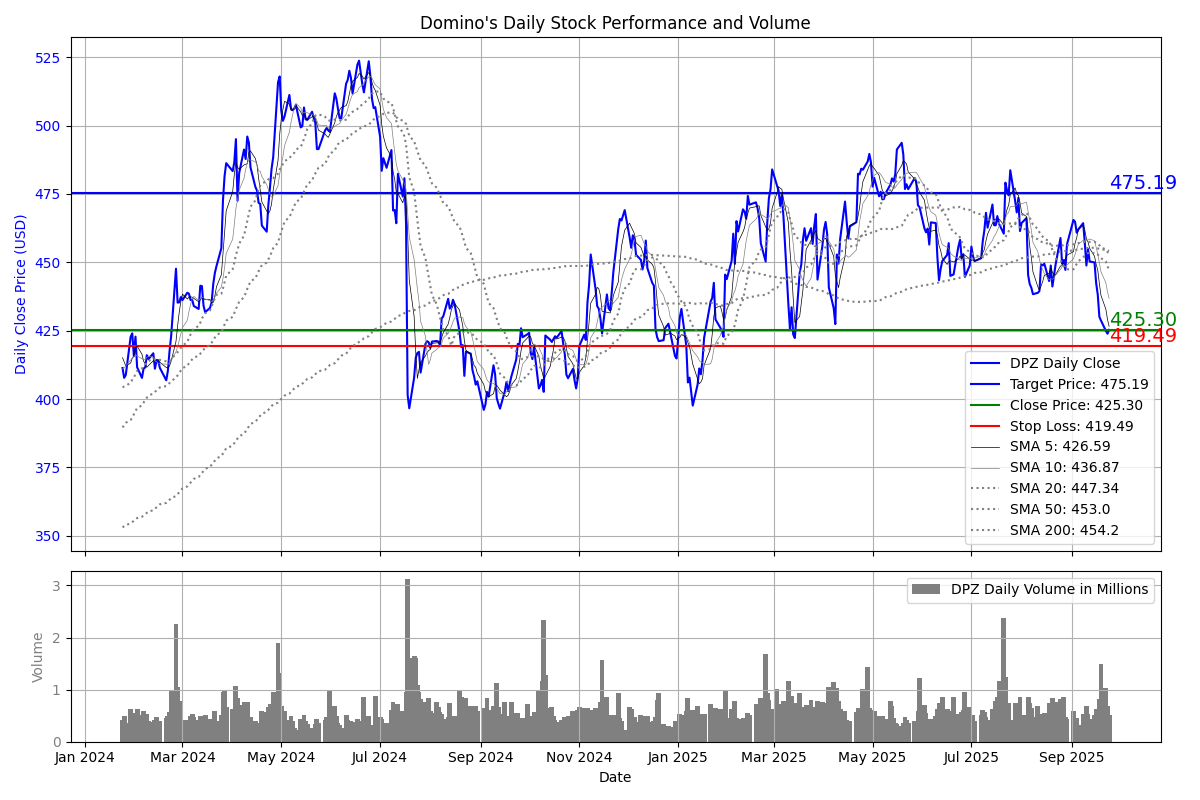 Domino's Daily Stock Performance and Volume
Daily Close Price (USD)
525
500
475
450
425
400
375
350
475.19
425.30
419.49
DPZ Daily Close
Target Price: 475.19
Close Price: 425.30
Stop Loss: 419.49
SMA 5: 426.59
SMA 10: 436.87
SMA 20: 447.34
SMA 50: 453.0
SMA 200: 454.2
Volume
3
2
1
0
DPZ Daily Volume in Millions
Jan 2024 Mar 2024 May 2024 Jul 2024 Sep 2024 Nov 2024 Jan 2025 Mar 2025 May 2025 Jul 2025 Sep 2025
Date